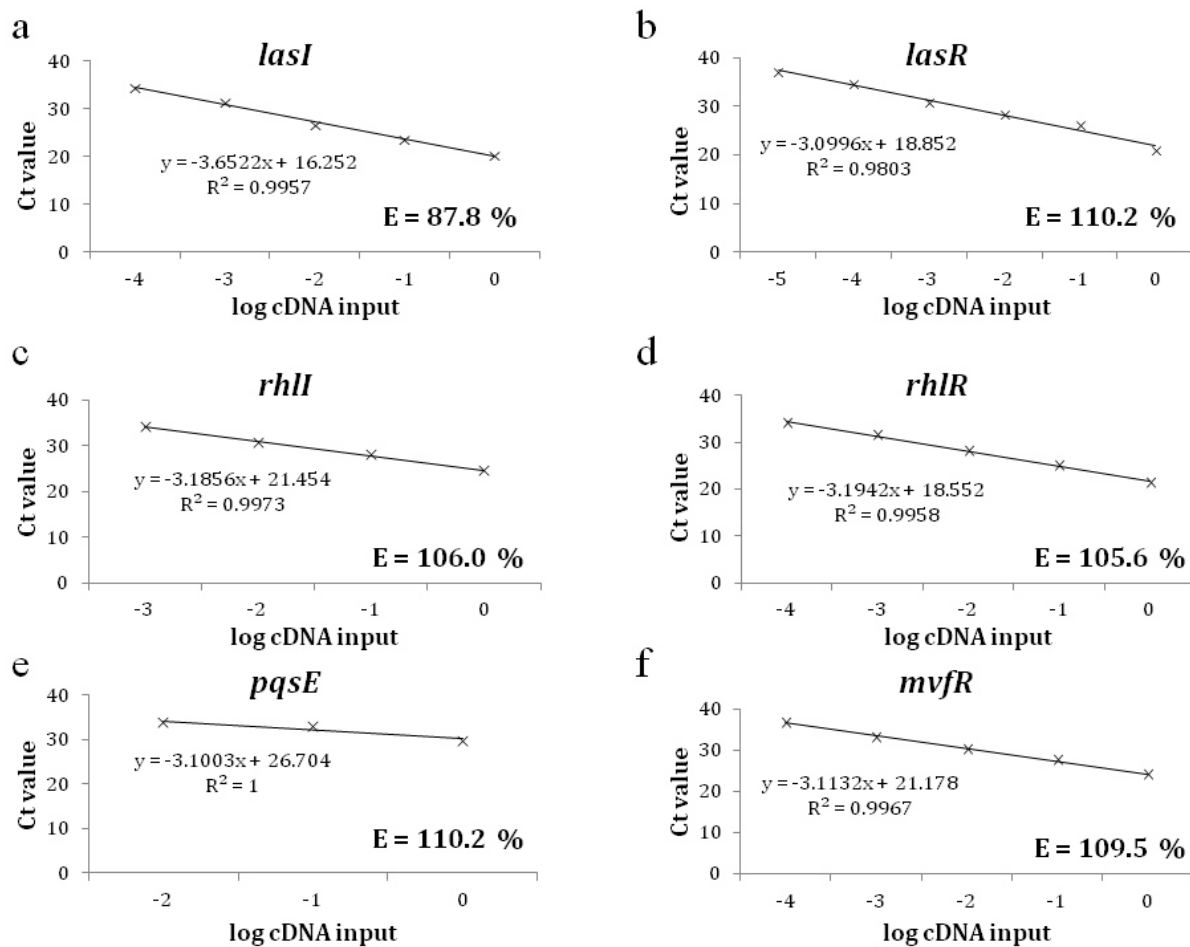 a
lasI
40
30
20
10
0
Ct value
y = -3.6522x + 16.252
R² = 0.9957
E = 87.8 %
-4 -3 -2 -1 0
log cDNA input
b
lasR
40
30
20
10
0
Ct value
y = -3.0996x + 18.852
R² = 0.9803
E = 110.2 %
-5 -4 -3 -2 -1 0
log cDNA input
c
rhlI
40
30
20
10
0
Ct value
y = -3.1856x + 21.454
R² = 0.9973
E = 106.0 %
-3 -2 -1 0
log cDNA input
d
rhlR
40
30
20
10
0
Ct value
y = -3.1942x + 18.552
R² = 0.9958
E = 105.6 %
-4 -3 -2 -1 0
log cDNA input
e
pqsE
40
30
20
10
0
Ct value
y = -3.1003x + 26.704
R² = 1
E = 110.2 %
-2 -1 0
log cDNA input
f
mvfR
40
30
20
10
0
Ct value
y = -3.1132x + 21.178
R² = 0.9967
E = 109.5 %
-4 -3 -2 -1 0
log cDNA input